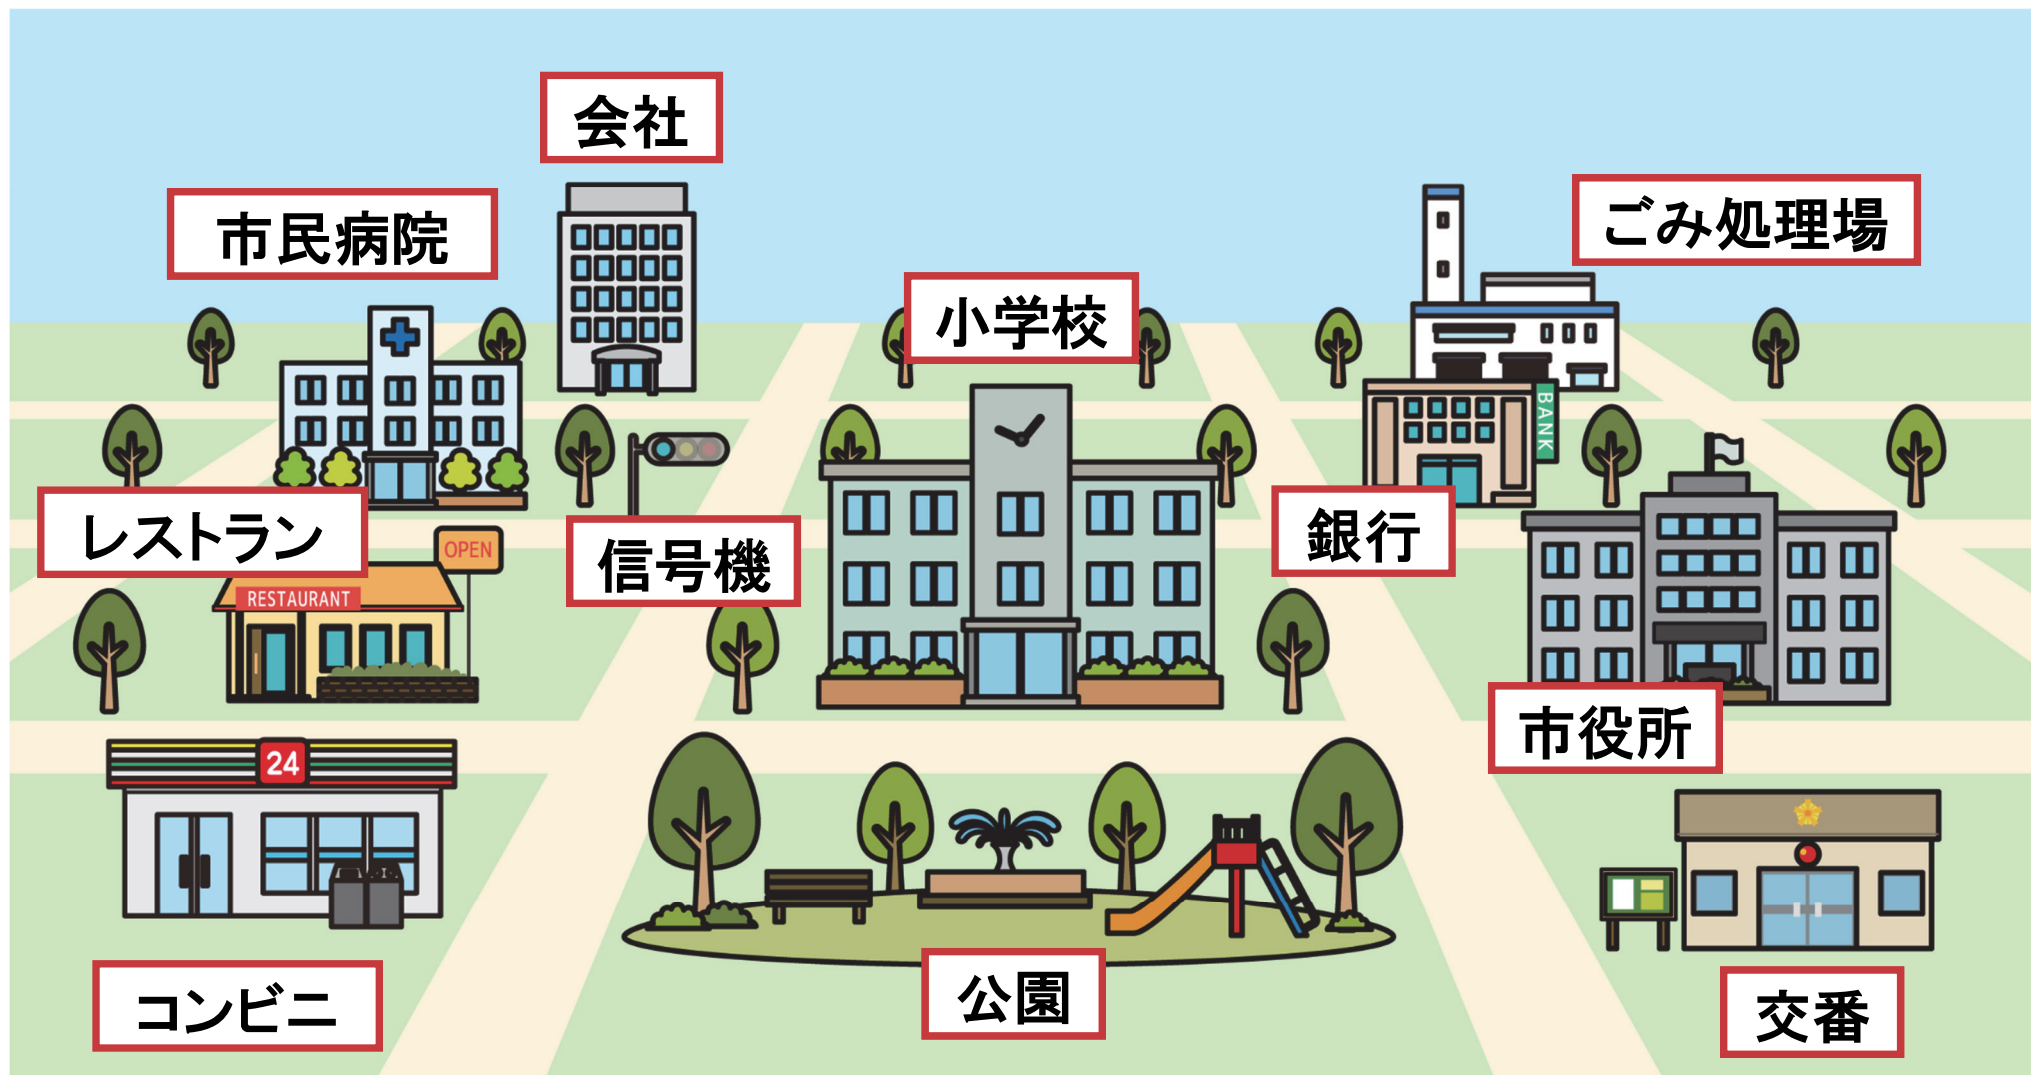 会社
市民病院
ごみ処理場
小学校
BANK
レストラン
OPEN
RESTAURANT
信号機
銀行
市役所
24
コンビニ
公園
交番